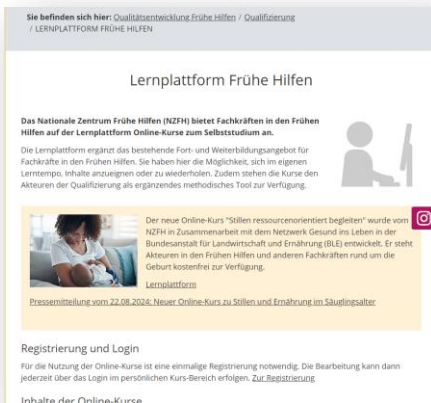 Sie befinden sich hier: Qualitätsentwicklung Frühe Hilfen / Qualifizierung
/ LERNPLATTFORM FRÜHE HILFEN
Lernplattform Frühe Hilfen
Das Nationale Zentrum Frühe Hilfen (NZFH) bietet Fachkräften in den Frühen
Hilfen auf der Lernplattform Online-Kurse zum Selbststudium an.
Die Lernplattform ergänzt das bestehende Fort- und Weiterbildungsangebot für
Fachkräfte in den Frühen Hilfen. Sie haben hier die Möglichkeit, sich im eigenen
Lerntempo, Inhalte anzueignen oder zu wiederholen. Zudem stehen die Kurse den
Akteuren der Qualifizierung als ergänzendes methodisches Tool zur Verfügung.
Der neue Online-Kurs "Stillen ressourcenorientiert begleiten" wurde vom
NZFH in Zusammenarbeit mit dem Netzwerk Gesund ins Leben in der
Bundesanstalt für Landwirtschaft und Ernährung (BLE) entwickelt. Er steht
Akteuren in den Frühen Hilfen und anderen Fachkräften rund um die
Geburt kostenfrei zur Verfügung.
Lernplattform
Pressemitteilung vom 22.08.2024: Neuer Online-Kurs zu Stillen und Ernährung im Säuglingsalter
Registrierung und Login
Für die Nutzung der Online-Kurse ist eine einmalige Registrierung notwendig. Die Bearbeitung kann dann
jederzeit über das Login im persönlichen Kurs-Bereich erfolgen. Zur Registrierung
Inhalte der Online-Kurse